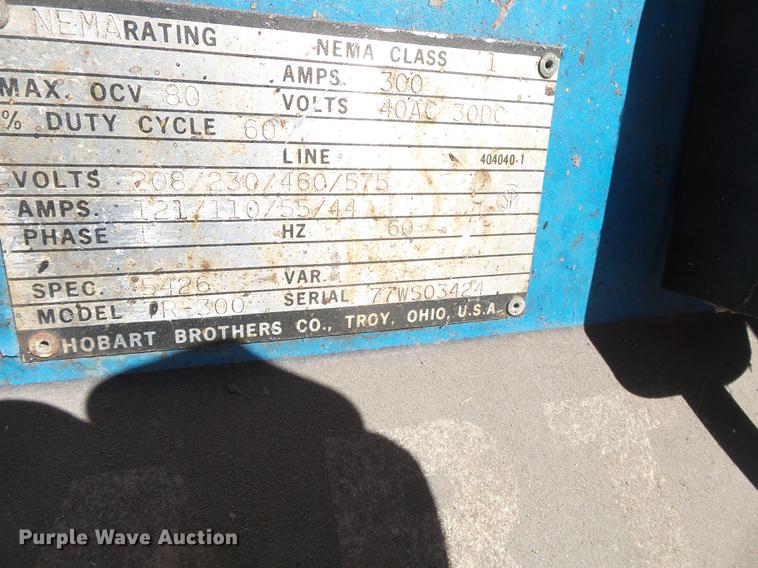 NEMA RATING NEMA CLASS 1
AMPS 300
MAX. OCV 80 VOLTS 40AC 30DC
% DUTY CYCLE 60
LINE 404040-1
VOLTS 208/230/460/575
AMPS. 121/110/55/44
PHASE 1 HZ 60
SPEC. 5426 VAR.
MODEL R-300 SERIAL 77WS03424
HOBART BROTHERS CO., TROY, OHIO, U.S.A.
Purple Wave Auction